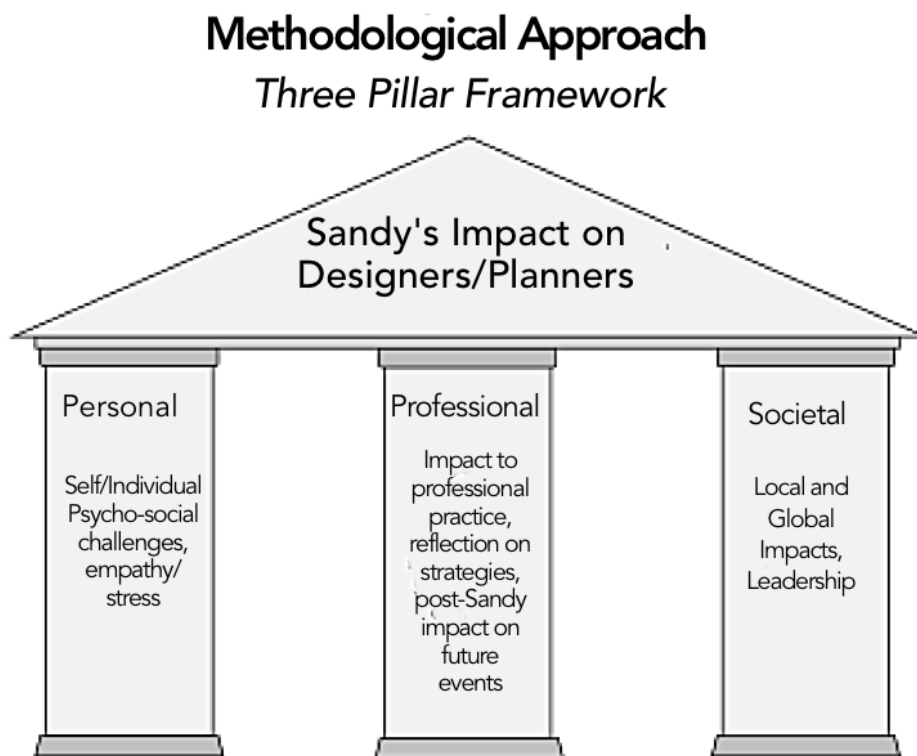 Methodological Approach
Three Pillar Framework
Sandy's Impact on
Designers/Planners
Personal
Self/Individual
Psycho-social
challenges,
empathy/
stress
Professional
Impact to
professional
practice,
reflection on
strategies,
post-Sandy
impact on
future
events
Societal
Local and
Global
Impacts,
Leadership